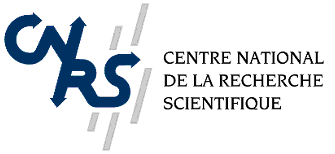 CNRS
CENTRE NATIONAL
DE LA RECHERCHE
SCIENTIFIQUE